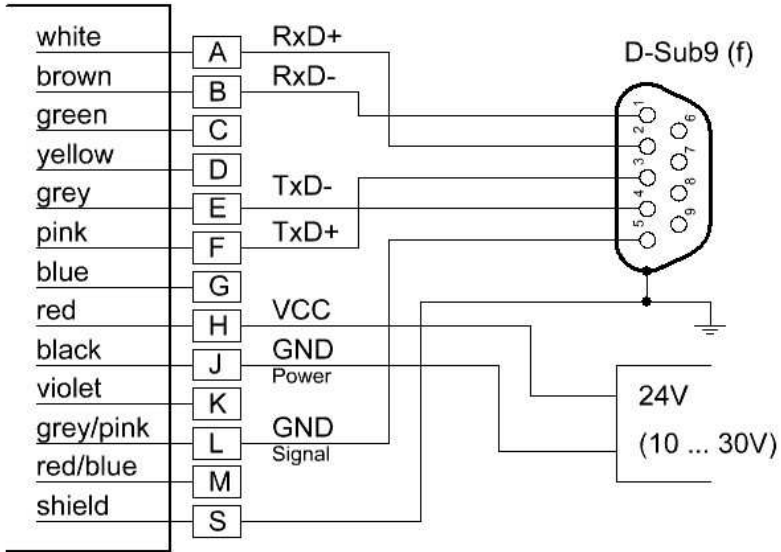 white A RxD+
D-Sub9 (f)
brown B RxD-
green C
yellow D
grey E TxD-
pink F TxD+
blue G
red H VCC
black J GND
Power
violet K
grey/pink L GND
Signal
red/blue M
shield S
1
2
3
4
5
6
7
8
9
24V
(10 ... 30V)